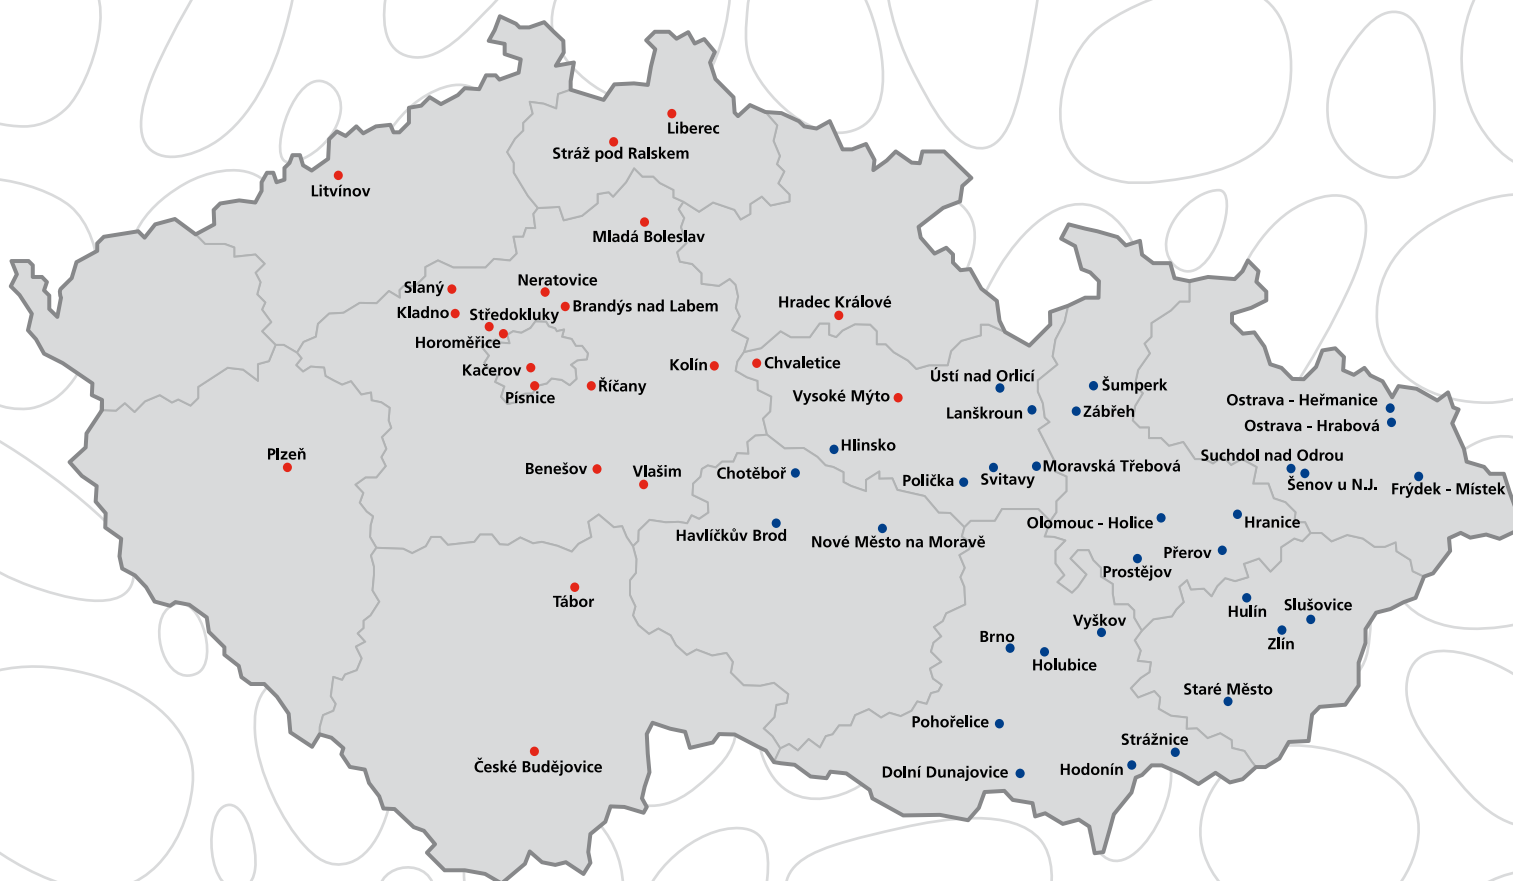 Liberec
Stráž pod Ralskem
Litvínov
Mladá Boleslav
Neratovice
Slaný
Brandýs nad Labem
Hradec Králové
Kladno
Středokluky
Horoměřice
Kačerov
Kolín
Chvaletice
Ústí nad Orlicí
Šumperk
Písnice
Říčany
Vysoké Mýto
Lanškroun
Zábřeh
Ostrava - Heřmanice
Ostrava - Hrabová
Hlinsko
Plzeň
Benešov
Vlašim
Chotěboř
Polička
Svitavy
Moravská Třebová
Suchdol nad Odrou
Šenov u N.J.
Frýdek - Místek
Havlíčkův Brod
Nové Město na Moravě
Olomouc - Holice
Hranice
Přerov
Prostějov
Tábor
Hulín
Slušovice
Vyškov
Brno
Zlín
Holubice
Staré Město
Pohořelice
Strážnice
České Budějovice
Dolní Dunajovice
Hodonín